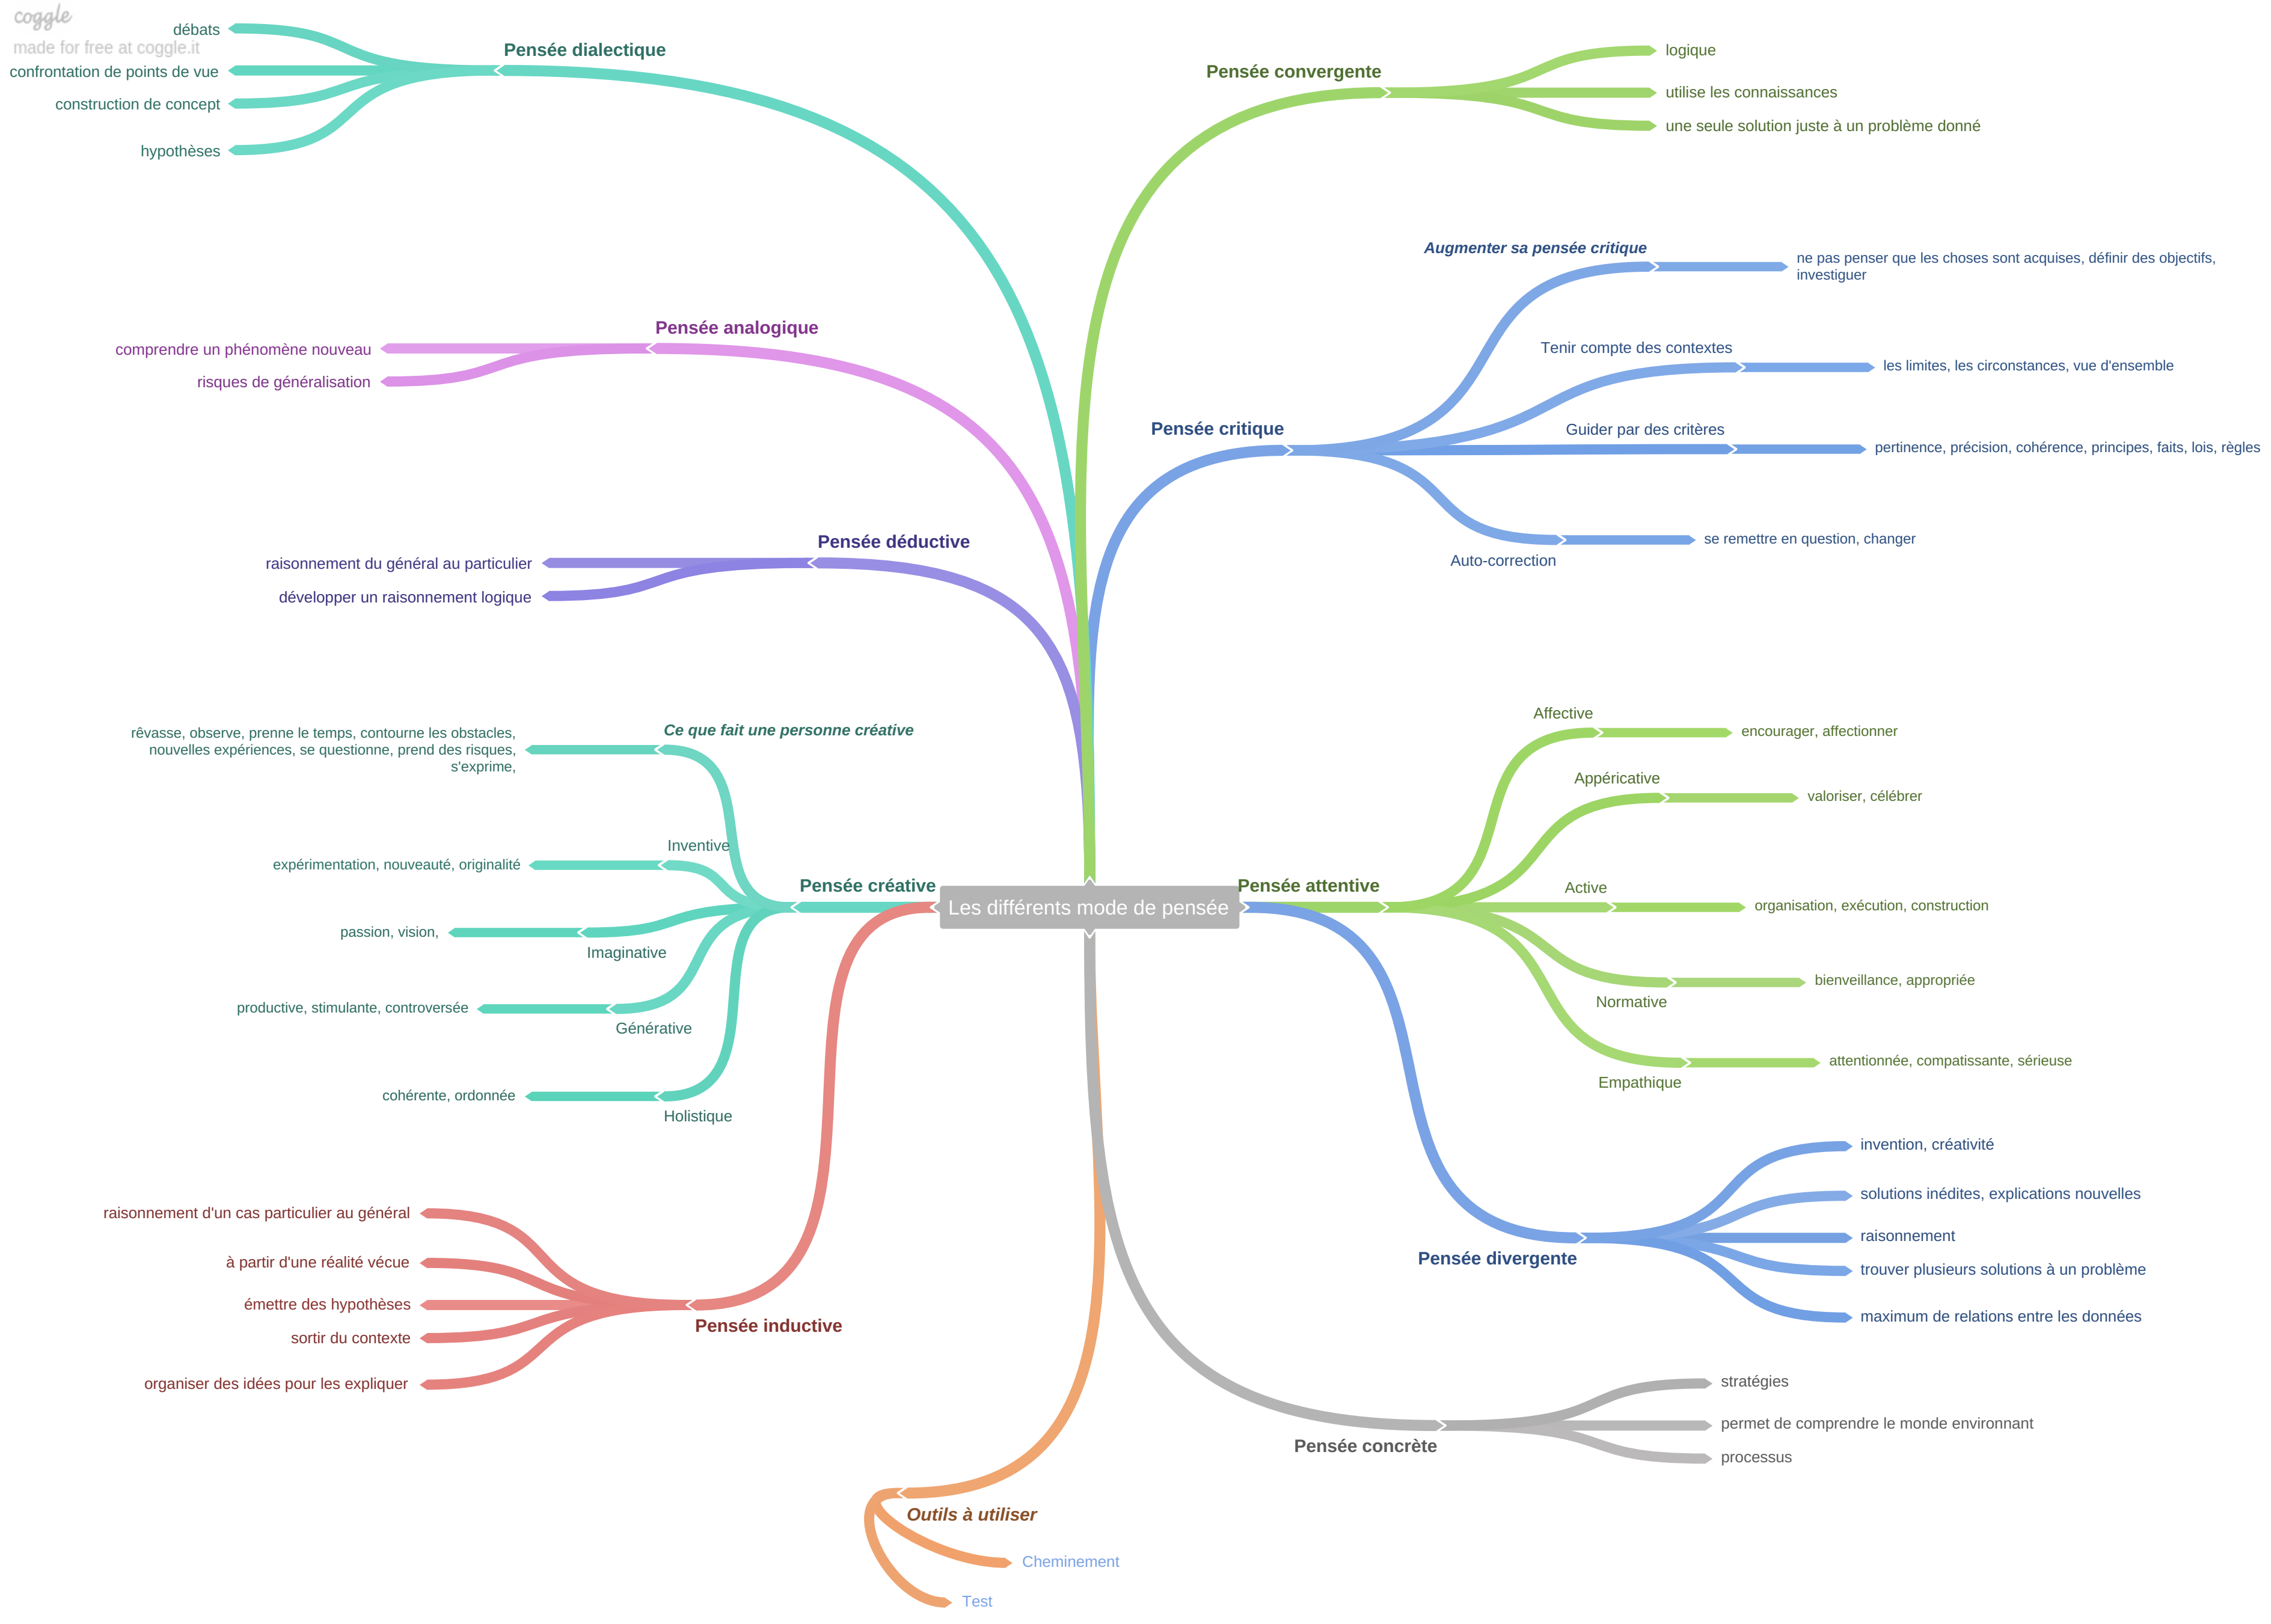 coggle
made for free at coggle.it
débats
Pensée dialectique
confrontation de points de vue
construction de concept
hypothèses
Pensée analogique
comprendre un phénomène nouveau
risques de généralisation
Pensée déductive
raisonnement du général au particulier
développer un raisonnement logique
Ce que fait une personne créative
rêvasse, observe, prenne le temps, contourne les obstacles,
nouvelles expériences, se questionne, prend des risques,
s'exprime,
Inventive
expérimentation, nouveauté, originalité
Pensée créative
passion, vision,
Imaginative
productive, stimulante, controversée
Générative
cohérente, ordonnée
Holistique
raisonnement d'un cas particulier au général
à partir d'une réalité vécue
émettre des hypothèses
Pensée inductive
sortir du contexte
organiser des idées pour les expliquer
Les différents mode de pensée
Pensée convergente
logique
utilise les connaissances
une seule solution juste à un problème donné
Augmenter sa pensée critique
ne pas penser que les choses sont acquises, définir des objectifs,
investiguer
Tenir compte des contextes
les limites, les circonstances, vue d'ensemble
Pensée critique
Guider par des critères
pertinence, précision, cohérence, principes, faits, lois, règles
se remettre en question, changer
Auto-correction
Affective
encourager, affectionner
Appéricative
valoriser, célébrer
Pensée attentive
Active
organisation, exécution, construction
bienveillance, appropriée
Normative
attentionnée, compatissante, sérieuse
Empathique
invention, créativité
solutions inédites, explications nouvelles
raisonnement
Pensée divergente
trouver plusieurs solutions à un problème
maximum de relations entre les données
stratégies
permet de comprendre le monde environnant
Pensée concrète
processus
Outils à utiliser
Cheminement
Test